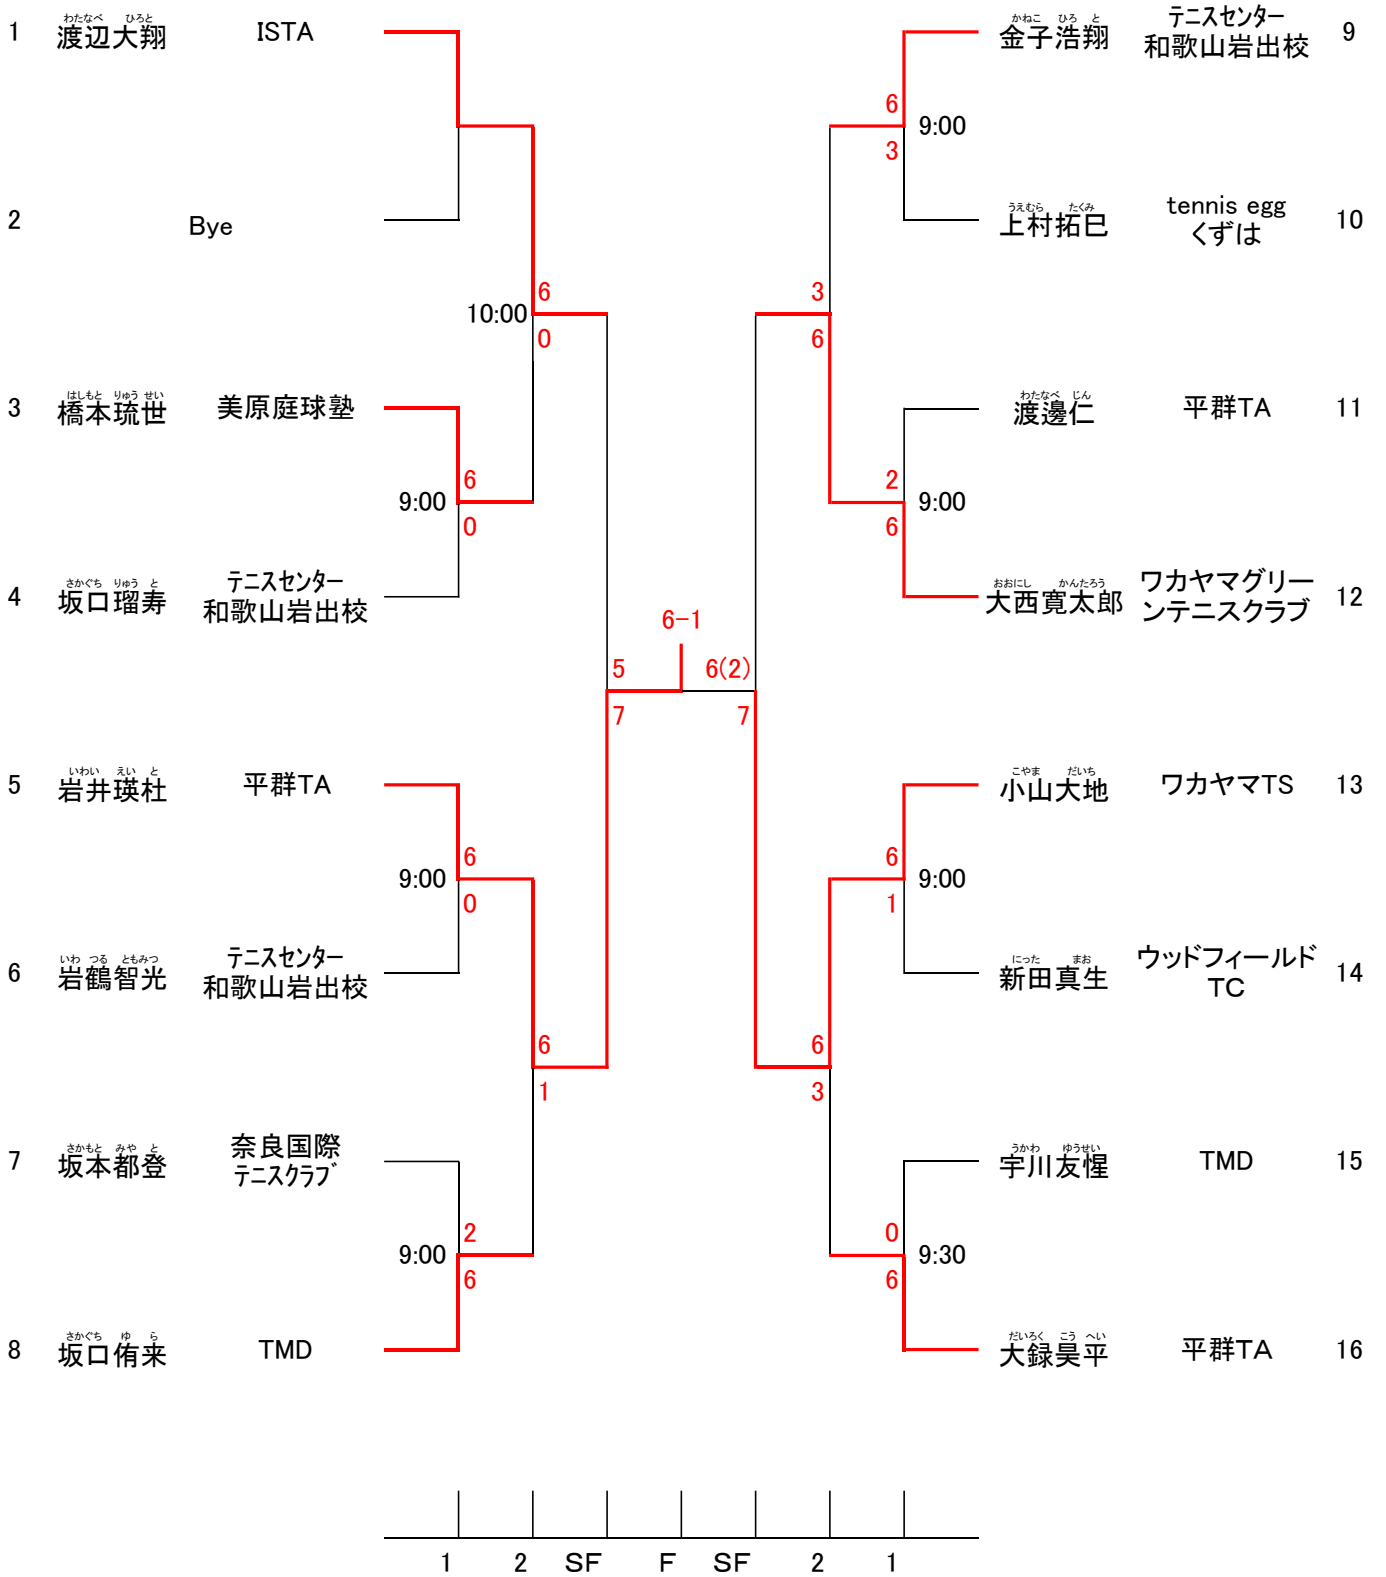 わたなべ ひろと
1 渡辺大翔 ISTA
2 Bye
10:00
6
0
はしもと りゅう せい
3 橋本琉世 美原庭球塾
9:00
6
0
さかぐち りゅう と
4 坂口瑠寿 テニスセンター
和歌山岩出校
5
7
6-1
6(2)
7
いわい えい と
5 岩井瑛杜 平群TA
9:00
6
0
いわ つる ともみつ
6 岩鶴智光 テニスセンター
和歌山岩出校
6
1
さかもと みや と
7 坂本都登 奈良国際
テニスクラブ
9:00
2
6
さかぐち ゆ ら
8 坂口侑来 TMD
かねこ ひろ と
金子浩翔 テニスセンター
和歌山岩出校 9
6
3
9:00
うえむら たくみ
上村拓巳 tennis egg
くずは 10
3
6
わたなべ じん
渡邊仁 平群TA 11
2
6
9:00
おおにし かんたろう
大西寛太郎 ワカヤマグリー
ンテニスクラブ 12
こやま だいち
小山大地 ワカヤマTS 13
6
1
9:00
にった まお
新田真生 ウッドフィールド
TC 14
6
3
うかわ ゆうせい
宇川友惺 TMD 15
0
6
9:30
だいろく こう へい
大録昊平 平群TA 16
1 2 SF F SF 2 1